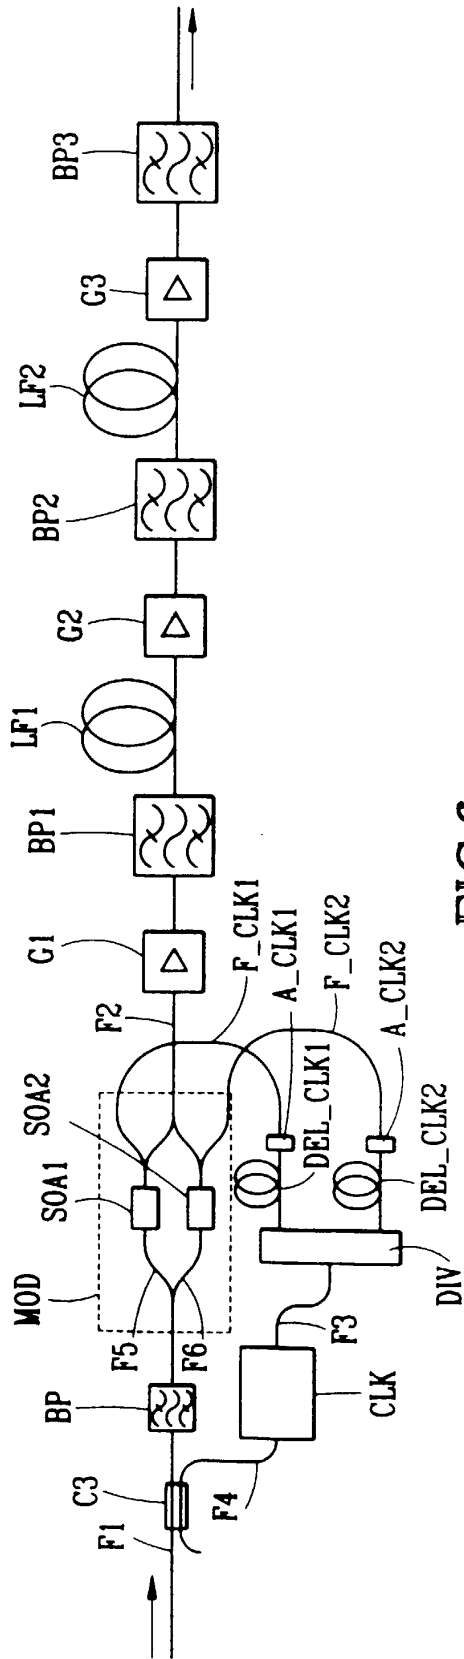 F1
C3
BP
MOD
F5
F6
SOA1
SOA2
F2
G1
BP1
LF1
G2
BP2
LF2
G3
BP3
F4
CLK
F3
DIV
DEL_CLK1
DEL_CLK2
A_CLK1
A_CLK2
F_CLK1
F_CLK2